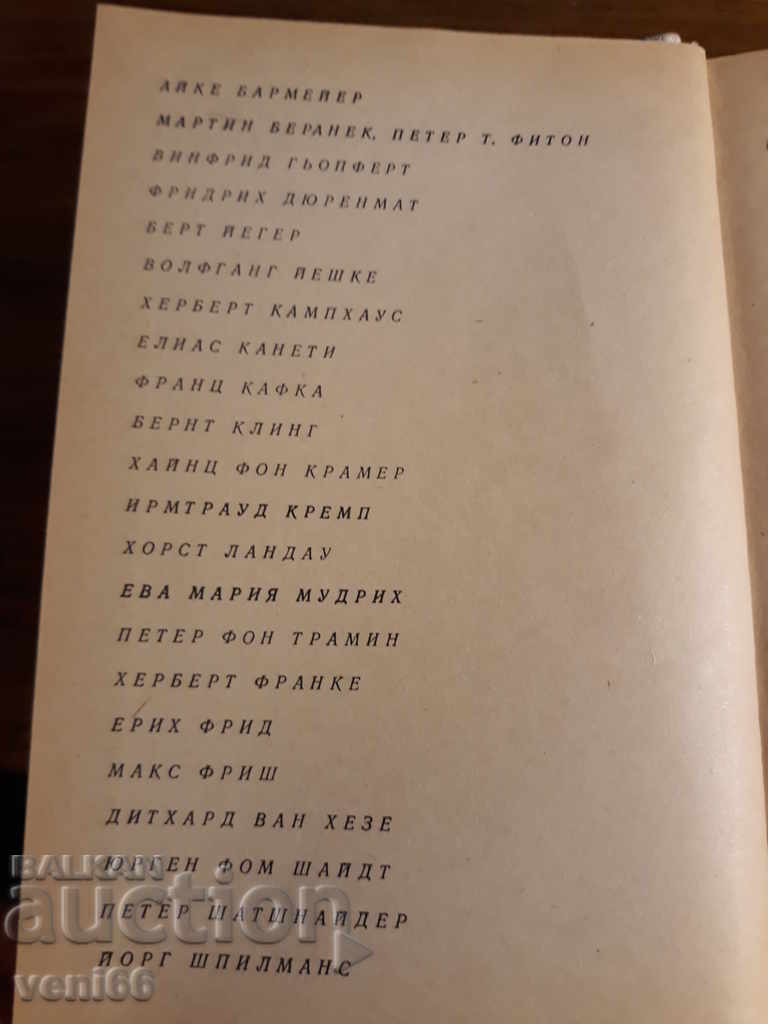 АЙКЕ БАРМЕЙЕР
МАРТИН БЕРАНЕК, ПЕТЕР Т. ФИТОН
ВИНФРИД ГЬОПФЕРТ
ФРИДРИХ ДЮРЕНМАТ
БЕРТ ЙЕГЕР
ВОЛФГАНГ ЙЕШКЕ
ХЕРБЕРТ КАМПХАУС
ЕЛИАС КАНЕТИ
ФРАНЦ КАФКА
БЕРНТ КЛИНГ
ХАЙНЦ ФОН КРАМЕР
ИРМТРАУД КРЕМП
ХОРСТ ЛАНДАУ
ЕВА МАРИЯ МУДРИХ
ПЕТЕР ФОН ТРАМИН
ХЕРБЕРТ ФРАНКЕ
ЕРИХ ФРИД
МАКС ФРИШ
ДИТХАРД ВАН ХЕЗЕ
ЮРГЕН ФОМ ШАЙДТ
ПЕТЕР ШАТШНАЙДЕР
ЙОРГ ШПИЛМАНС
BALKAN
auction
veni66